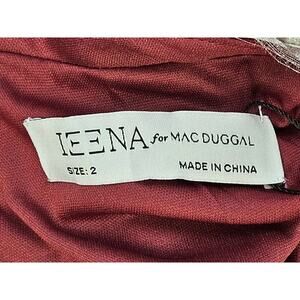 IEENA for MAC DUGGAL
SIZE: 2
MADE IN CHINA